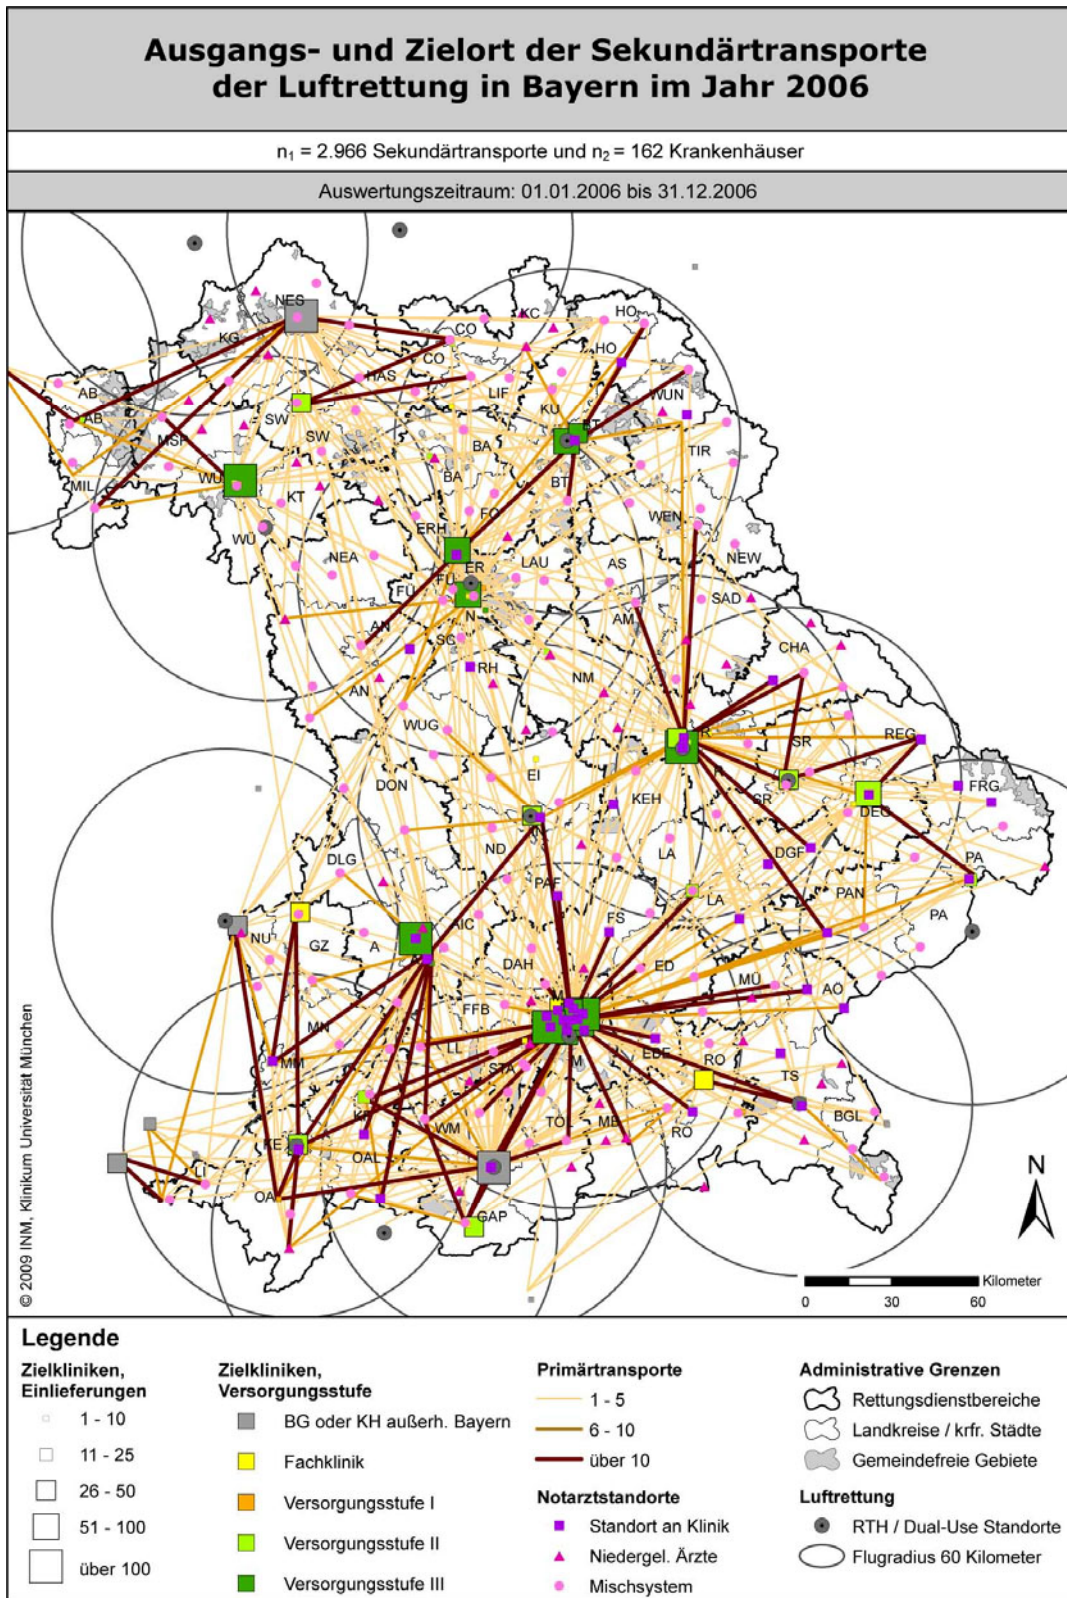 Ausgangs- und Zielort der Sekundärtransporte
der Luftrettung in Bayern im Jahr 2006
n₁ = 2.966 Sekundärtransporte und n₂ = 162 Krankenhäuser
Auswertungszeitraum: 01.01.2006 bis 31.12.2006
NES
KC
HO
CO
KG
CO
HO
HAS
LIF
AB
KU
WUN
AB
SW
BT
MSP
SW
BA
TIR
BA
MIL
WÜ
BT
KT
FO
WEN
ERH
WÜ
NEA
ER
LAU
AS
NEW
FÜ
FÜ
SAD
N
AM
AN
SC
CHA
RH
NM
AN
WUG
R
SR
REG
EI
R
DON
KEH
SR
FRG
IN
DEG
ND
DLG
LA
DGF
PAF
PA
LA
PAN
AIC
FS
PA
NU
GZ
A
DAH
ED
MÜ
AÖ
FFB
M
MN
LL
EBE
RO
MM
STA
M
TS
KF
WM
TÖL
MB
RO
BGL
KE
OAL
LI
OA
GAP
N
Kilometer
0 30 60
© 2009 INM, Klinikum Universität München
Legende
Zielkliniken,
Einlieferungen
1 - 10
11 - 25
26 - 50
51 - 100
über 100
Zielkliniken,
Versorgungsstufe
BG oder KH außerh. Bayern
Fachklinik
Versorgungsstufe I
Versorgungsstufe II
Versorgungsstufe III
Primärtransporte
1 - 5
6 - 10
über 10
Notarztstandorte
Standort an Klinik
Niedergel. Ärzte
Mischsystem
Administrative Grenzen
Rettungsdienstbereiche
Landkreise / krfr. Städte
Gemeindefreie Gebiete
Luftrettung
RTH / Dual-Use Standorte
Flugradius 60 Kilometer